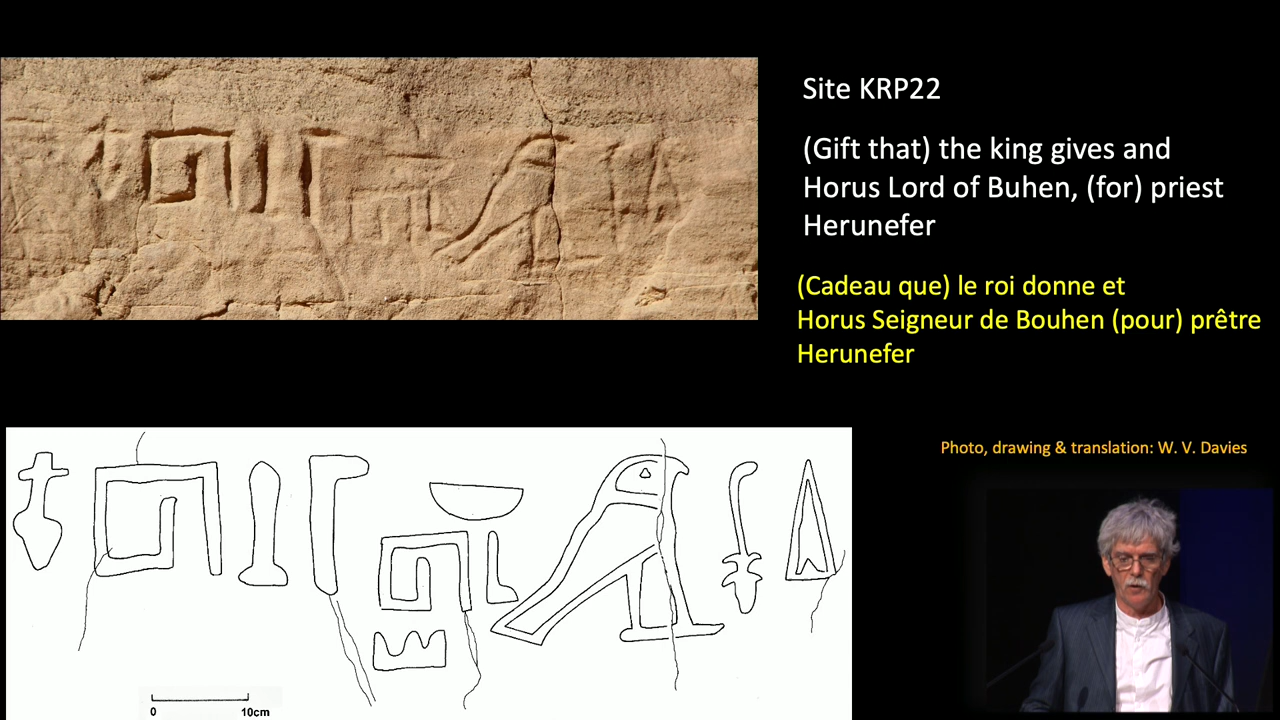 Site KRP22
(Gift that) the king gives and
Horus Lord of Buhen, (for) priest
Herunefer
(Cadeau que) le roi donne et
Horus Seigneur de Bouhen (pour) prêtre
Herunefer
Photo, drawing & translation: W. V. Davies
0 10cm